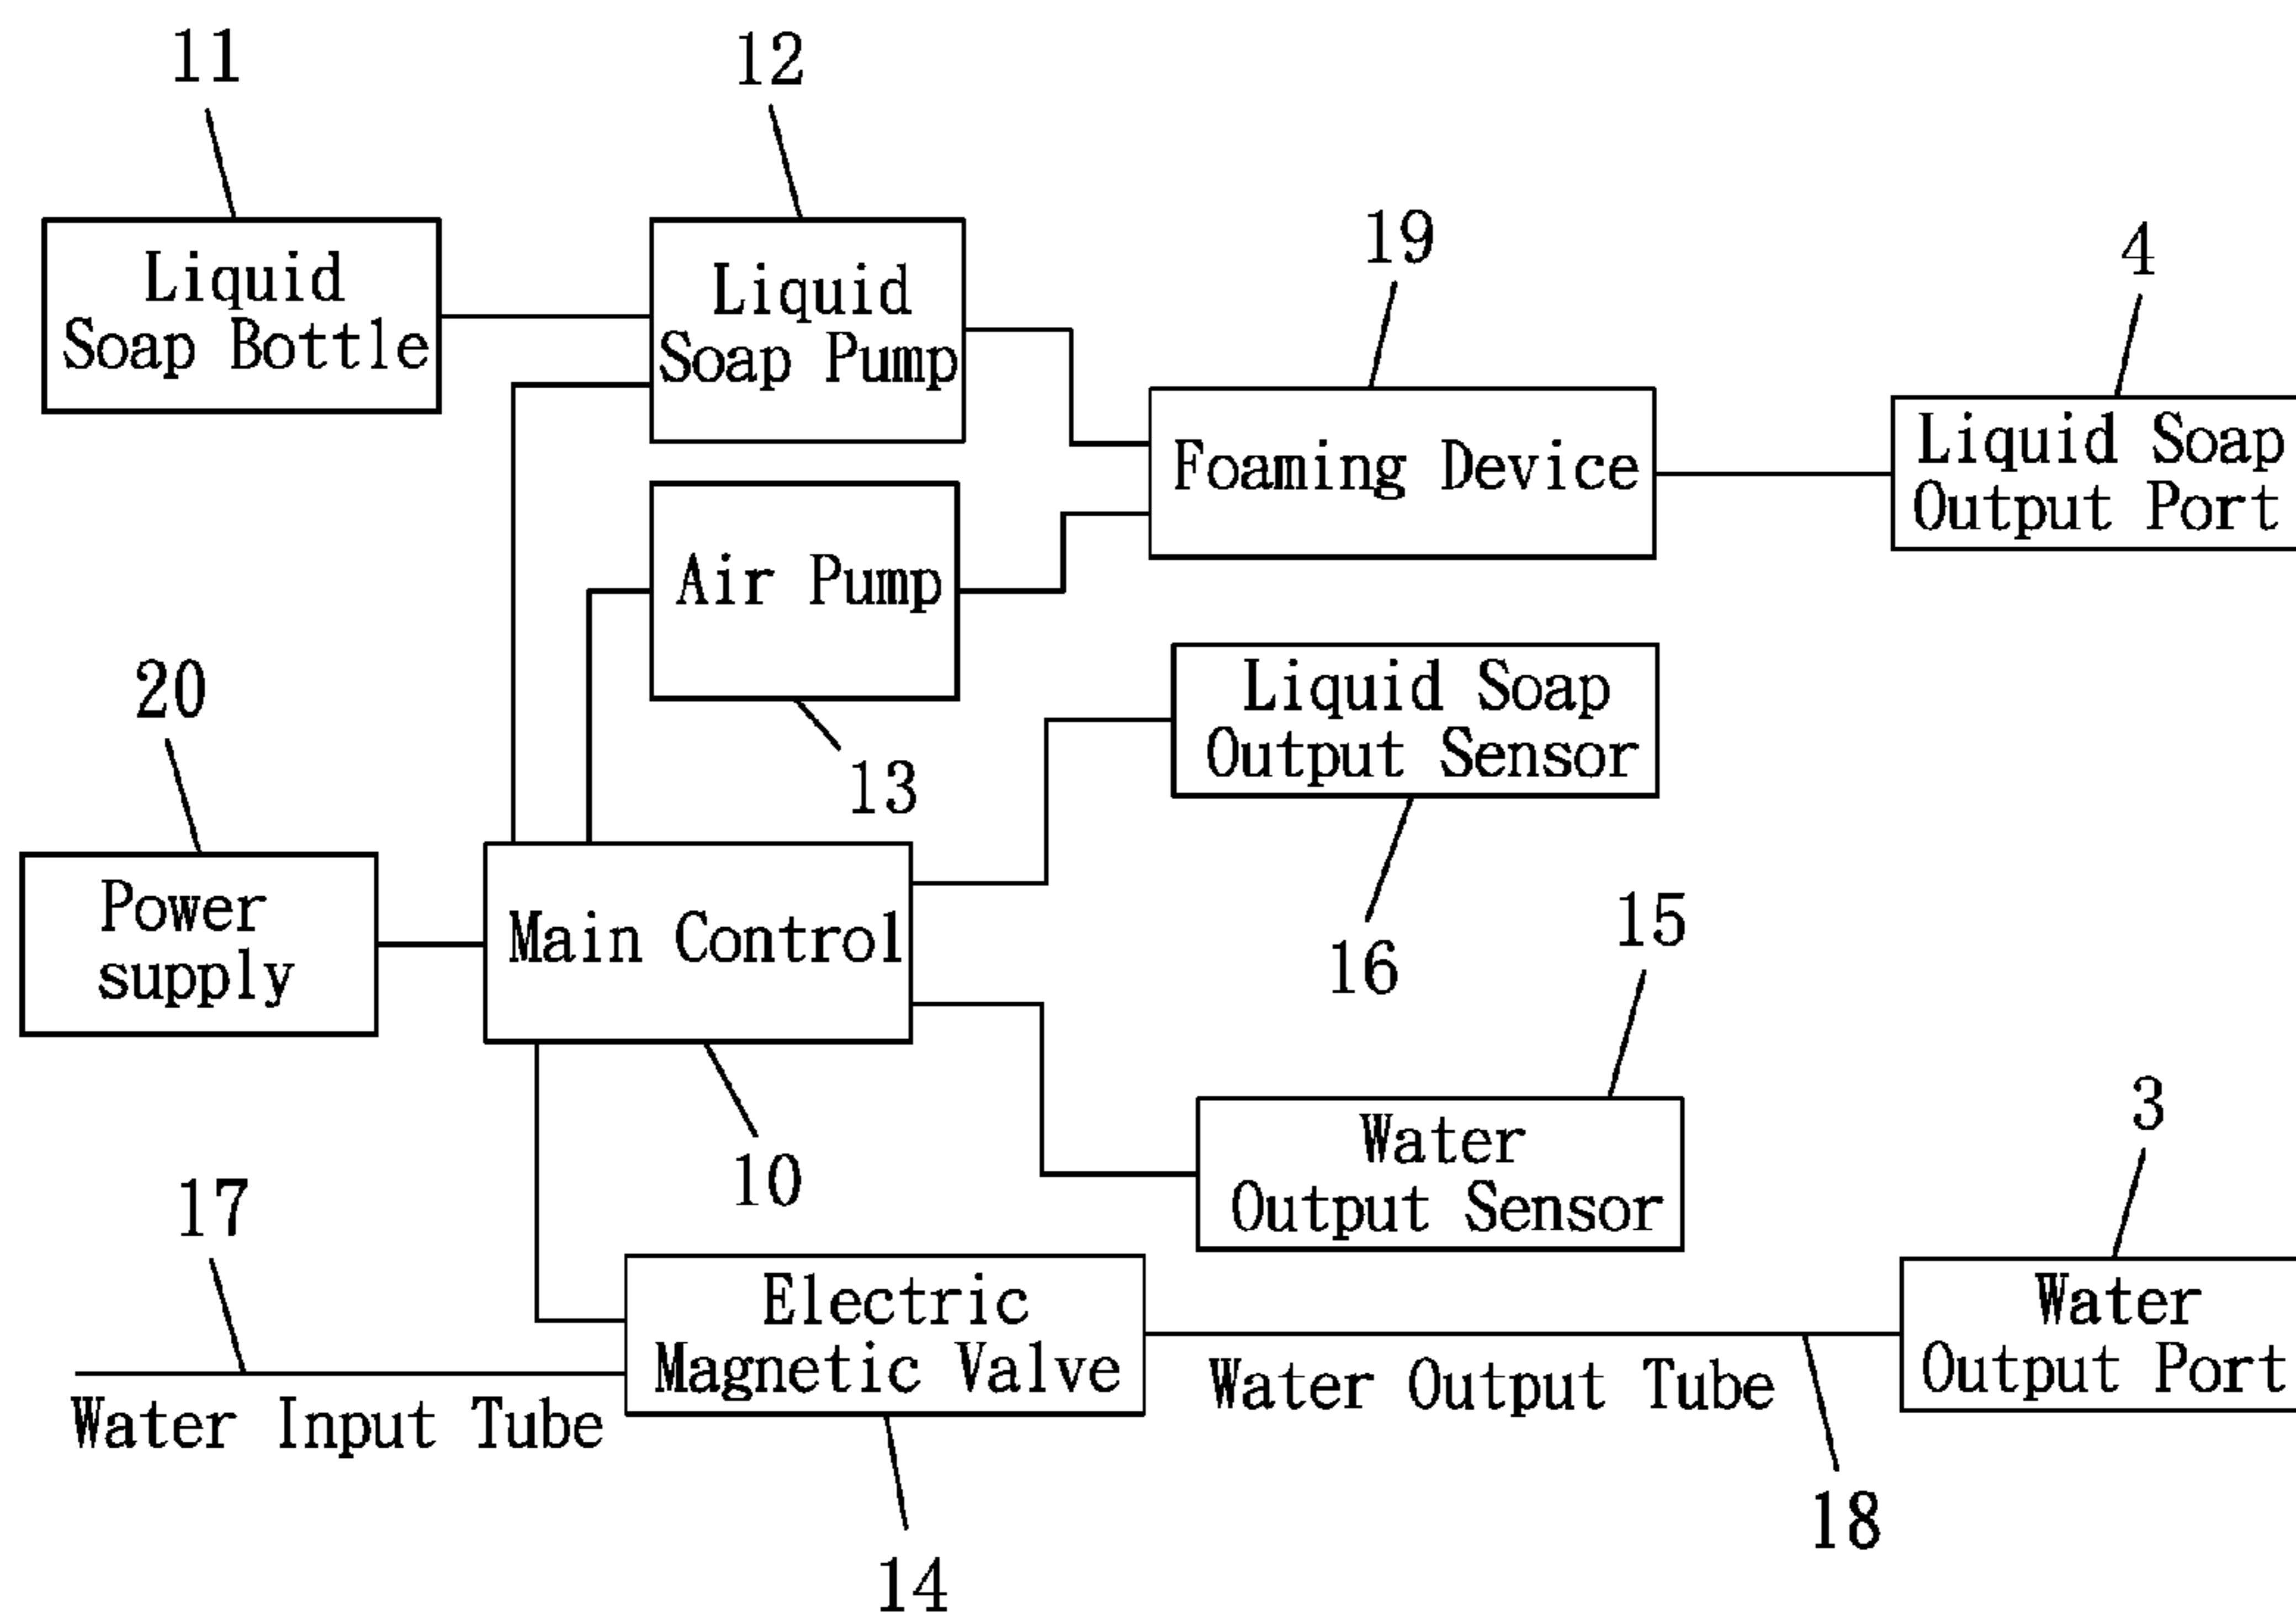 11
12
Liquid
Soap Bottle
Liquid
Soap Pump
19
4
Foaming Device
Liquid Soap
Output Port
Air Pump
13
20
Power
supply
Main Control
10
Liquid Soap
Output Sensor
16
15
Water
Output Sensor
17
Water Input Tube
Electric
Magnetic Valve
14
Water Output Tube
18
3
Water
Output Port